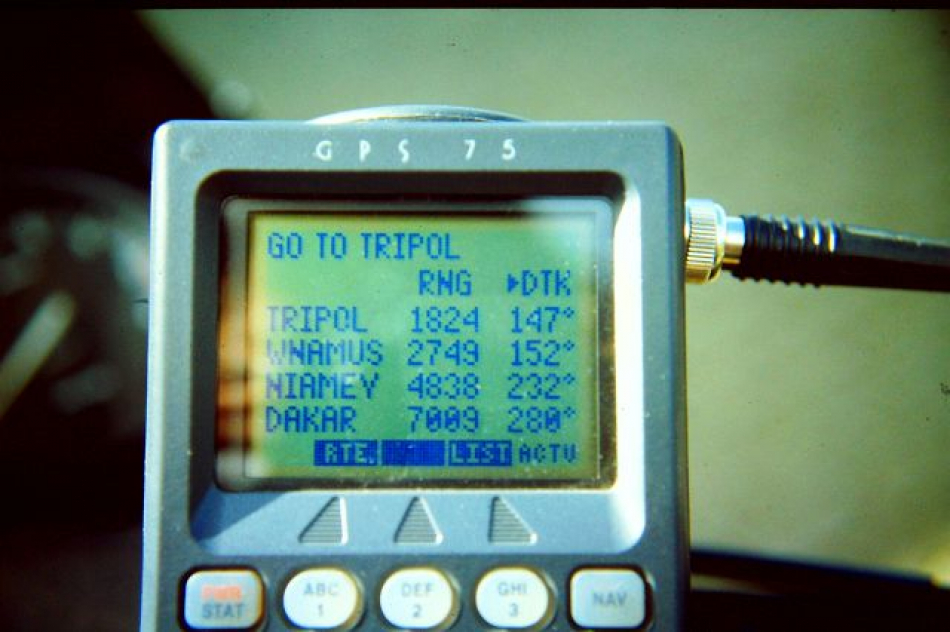 GPS 75
GO TO TRIPOL
RNG ▸DTK
TRIPOL 1824 147°
WNAMUS 2749 152°
NIAMEY 4838 232°
DAKAR 7009 280°
RTE. LIST ACTV
PWR STAT ABC 1 DEF 2 GHI 3 NAV